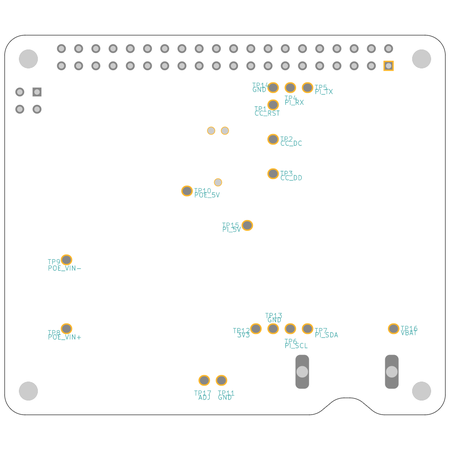 TP14
GND
TP5
PI_TX
TP4
PI_RX
TP1
CC_RST
TP2
CC_DC
TP3
CC_DD
TP10
POE_5V
TP15
PI_5V
TP9
POE_VIN-
TP13
GND
TP12
3V3
TP7
PI_SDA
TP16
VBAT
TP8
POE_VIN+
TP6
PI_SCL
TP17
ADJ
TP11
GND